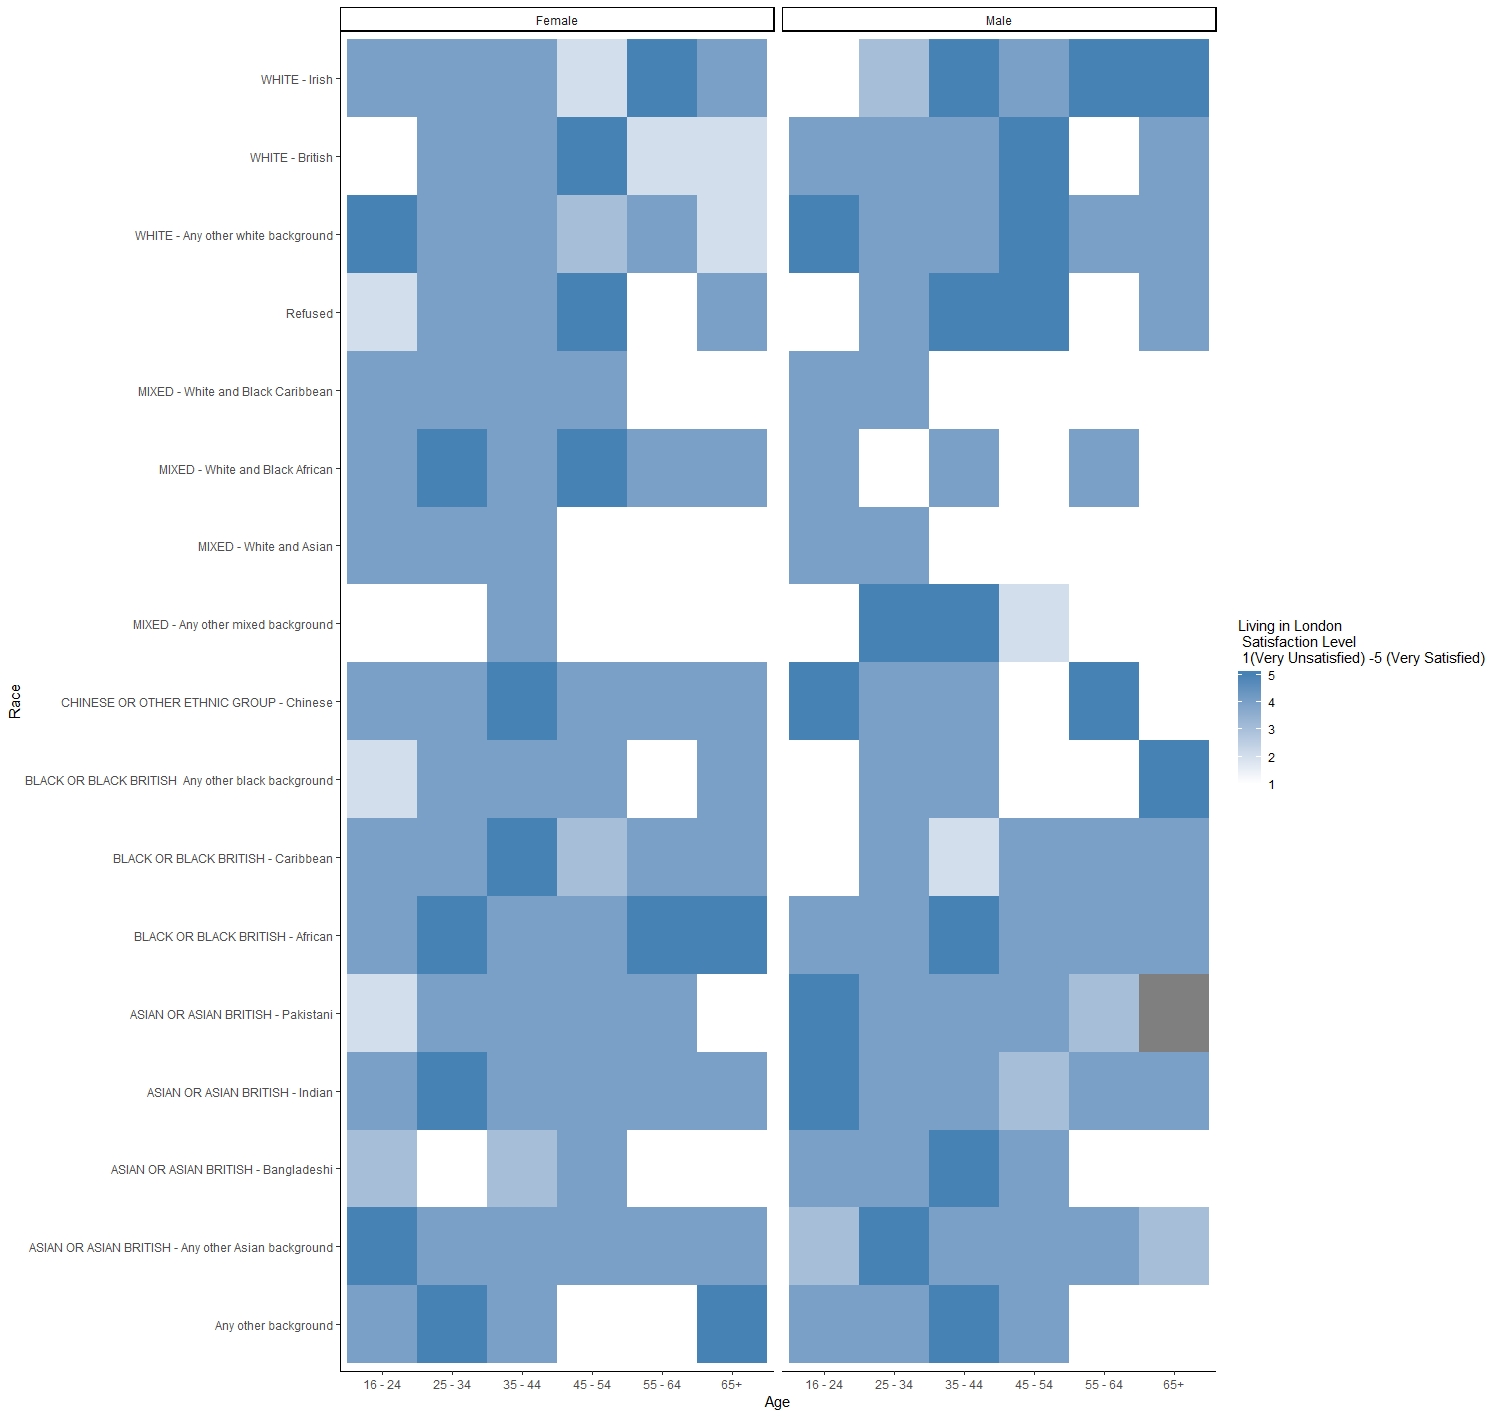 Female
Male
WHITE - Irish
WHITE - British
WHITE - Any other white background
Refused
MIXED - White and Black Caribbean
MIXED - White and Black African
MIXED - White and Asian
MIXED - Any other mixed background
CHINESE OR OTHER ETHNIC GROUP - Chinese
BLACK OR BLACK BRITISH  Any other black background
BLACK OR BLACK BRITISH - Caribbean
BLACK OR BLACK BRITISH - African
ASIAN OR ASIAN BRITISH - Pakistani
ASIAN OR ASIAN BRITISH - Indian
ASIAN OR ASIAN BRITISH - Bangladeshi
ASIAN OR ASIAN BRITISH - Any other Asian background
Any other background
Race
16 - 24 25 - 34 35 - 44 45 - 54 55 - 64 65+
16 - 24 25 - 34 35 - 44 45 - 54 55 - 64 65+
Age
Living in London
Satisfaction Level
1(Very Unsatisfied) -5 (Very Satisfied)
5
4
3
2
1